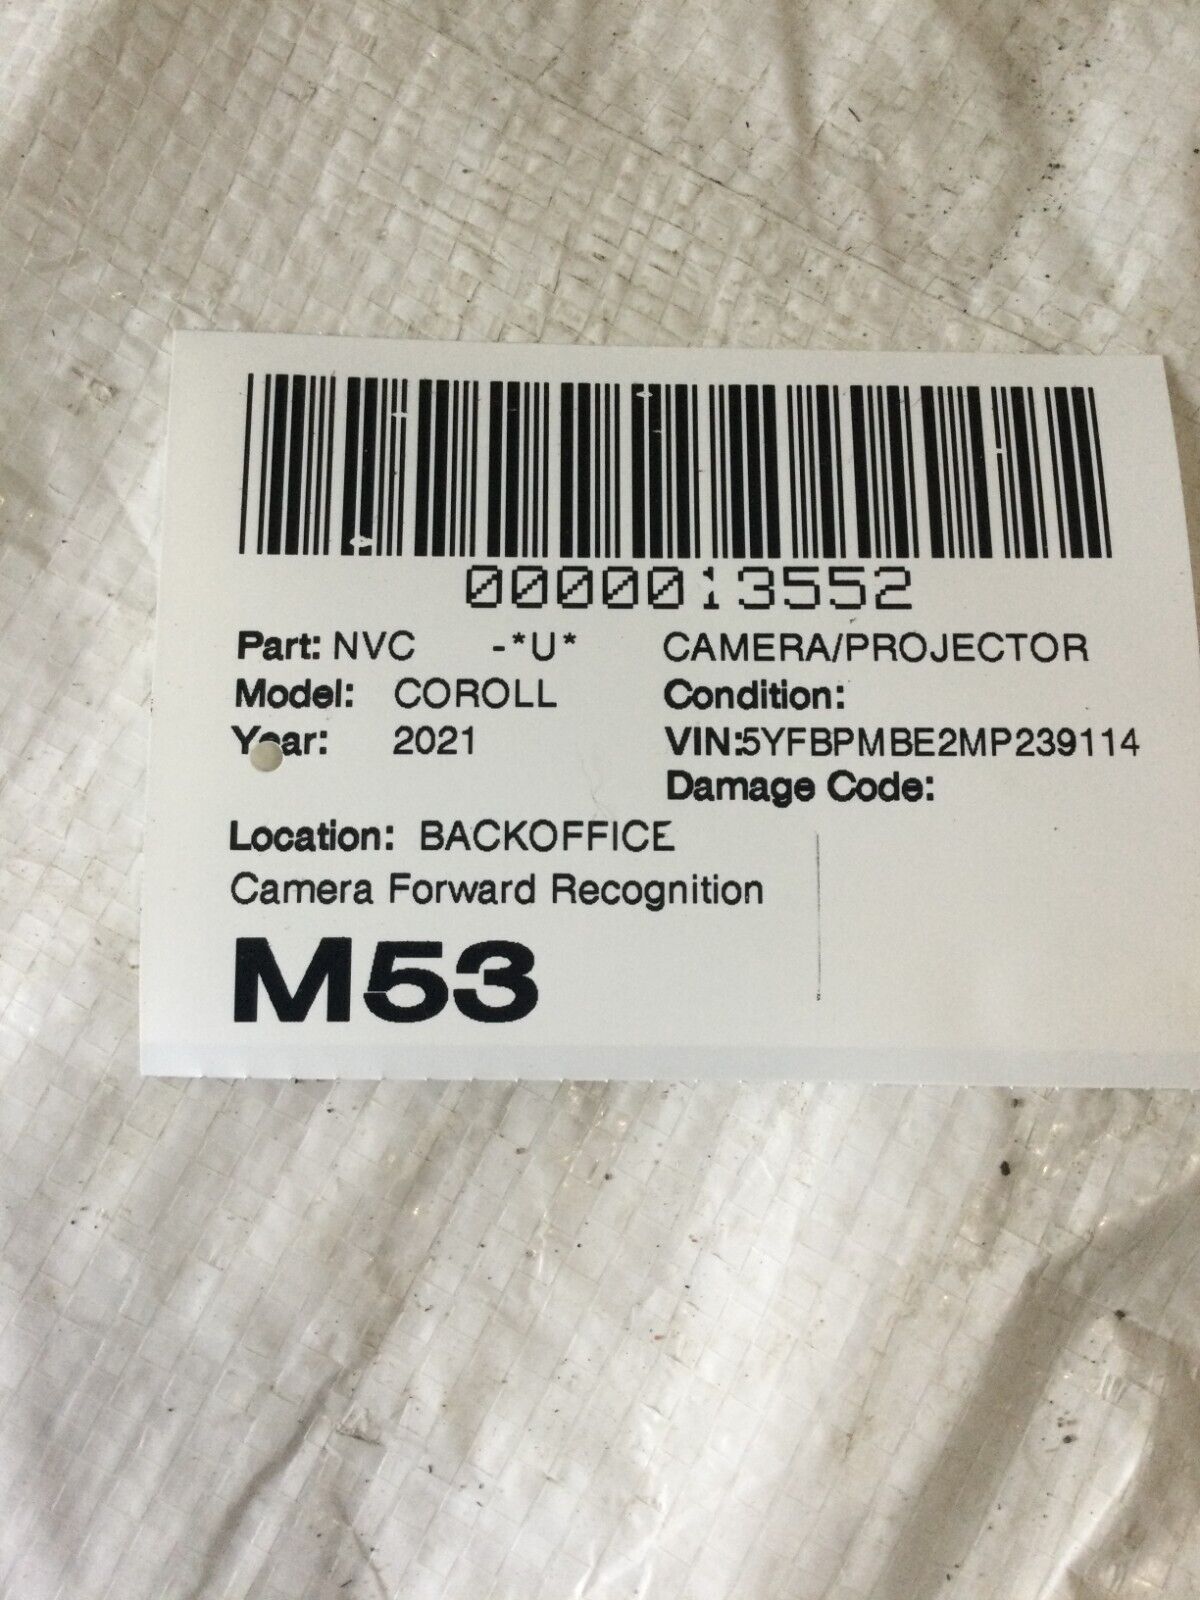 0000013552
Part: NVC -*U* CAMERA/PROJECTOR
Model: COROLL Condition:
Year: 2021 VIN:5YFBPMBE2MP239114
Damage Code:
Location: BACKOFFICE
Camera Forward Recognition
M53